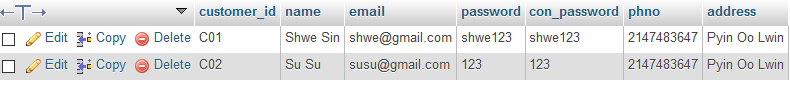 customer_id name email password con_password phno address
Edit Copy Delete C01 Shwe Sin shwe@gmail.com shwe123 shwe123 2147483647 Pyin Oo Lwin
Edit Copy Delete C02 Su Su susu@gmail.com 123 123 2147483647 Pyin Oo Lwin